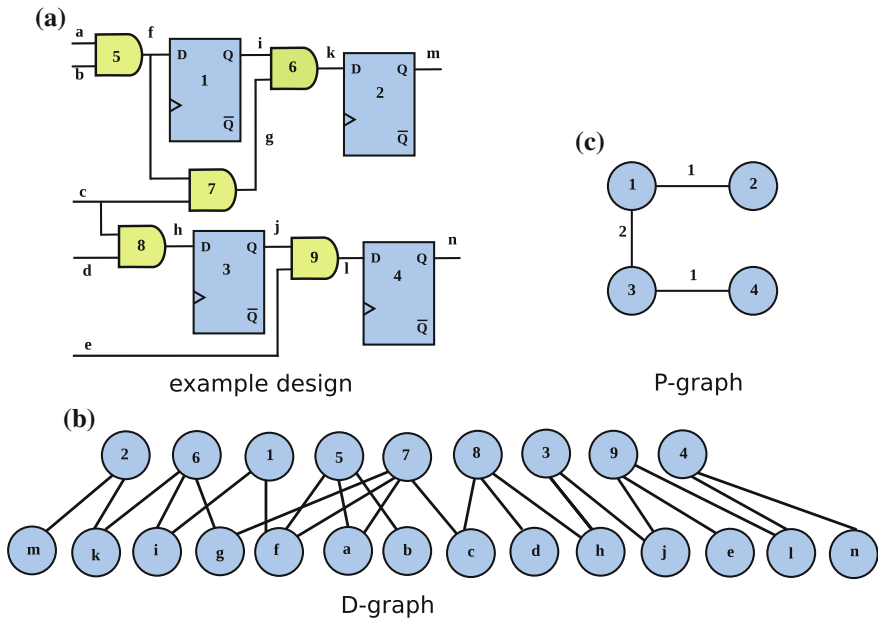 (a)
a
b
5
f
D
Q
1
Q̅
i
6
k
D
Q
2
Q̅
m
g
c
7
8
h
d
D
Q
3
Q̅
j
9
l
D
Q
4
Q̅
n
e
example design
(c)
1
1
2
2
3
1
4
P-graph
(b)
2 6 1 5 7 8 3 9 4
m k i g f a b c d h j e l n
D-graph